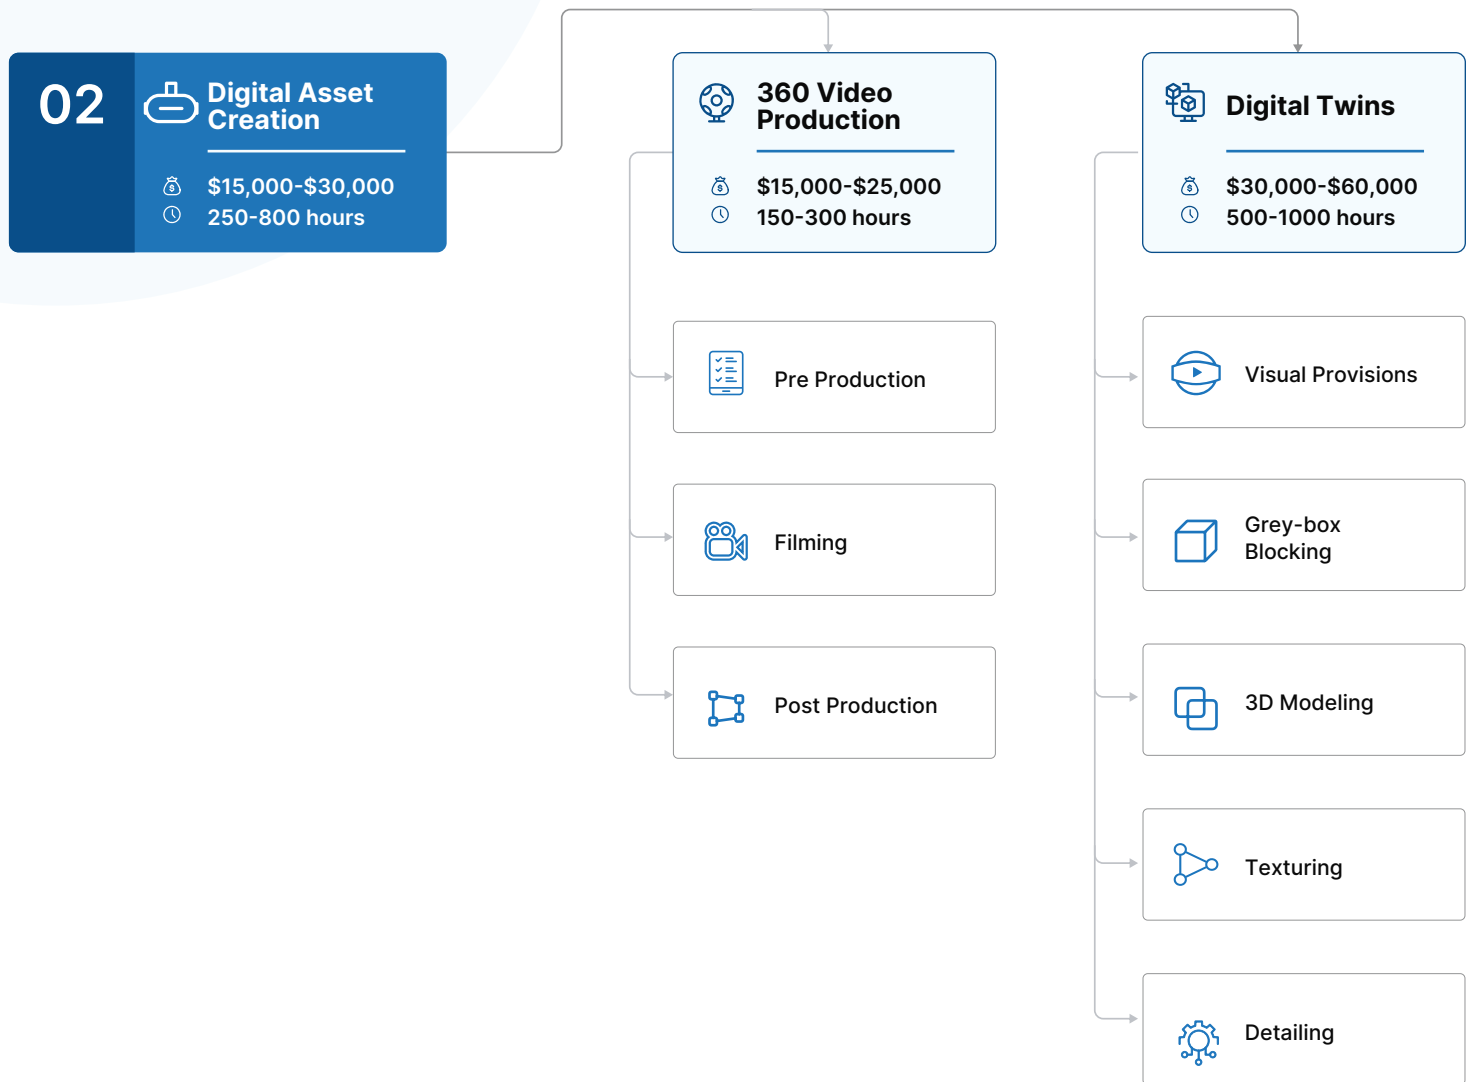 02
Digital Asset
Creation
$15,000-$30,000
250-800 hours
360 Video
Production
$15,000-$25,000
150-300 hours
Pre Production
Filming
Post Production
Digital Twins
$30,000-$60,000
500-1000 hours
Visual Provisions
Grey-box
Blocking
3D Modeling
Texturing
Detailing